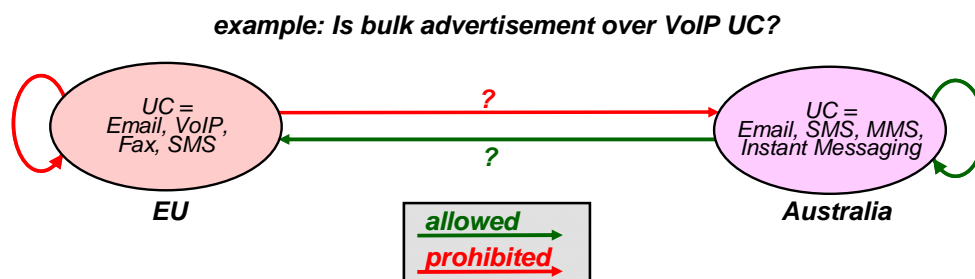 example: Is bulk advertisement over VoIP UC?
UC =
Email, VoIP,
Fax, SMS
?
?
UC =
Email, SMS, MMS,
Instant Messaging
EU
Australia
allowed
prohibited